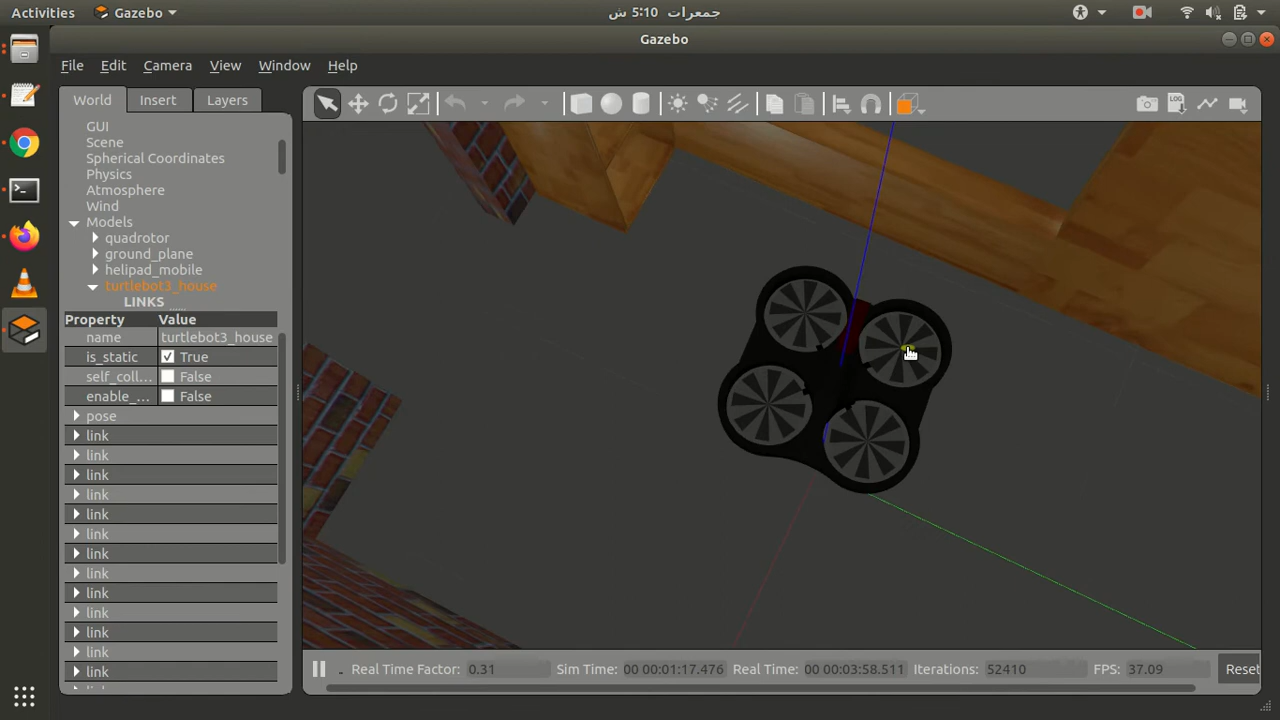 Activities Gazebo جمعرات 5:10 ش
Gazebo
File Edit Camera View Window Help
World Insert Layers
GUI
Scene
Spherical Coordinates
Physics
Atmosphere
Wind
Models
quadrotor
ground_plane
helipad_mobile
turtlebot3_house
LINKS
Property Value
name turtlebot3_house
is_static True
self_coll... False
enable_... False
pose
link
link
link
link
link
link
link
link
link
link
link
link
link
LOG
Real Time Factor: 0.31 Sim Time: 00 00:01:17.476 Real Time: 00 00:03:58.511 Iterations: 52410 FPS: 37.09 Reset